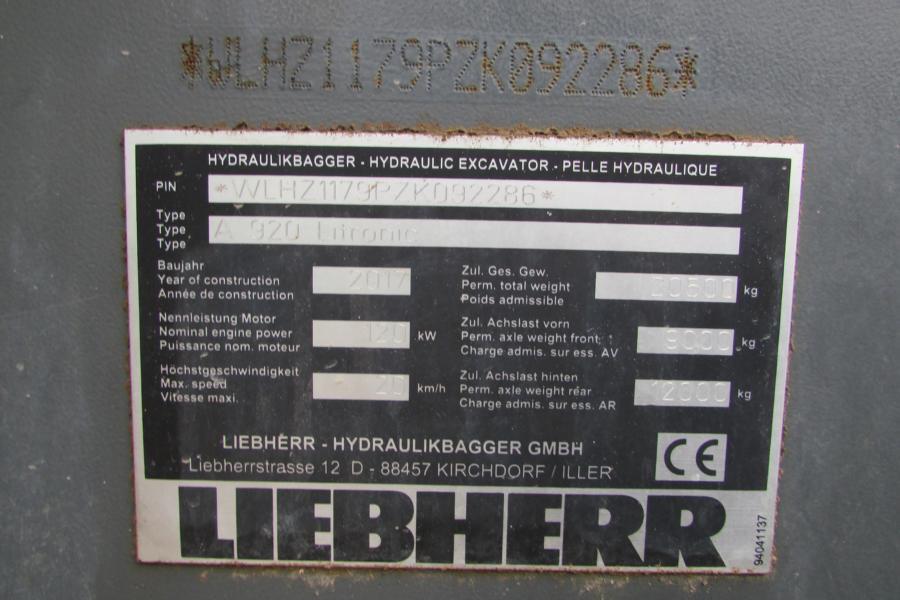 *WLHZ1179PZK092286*
HYDRAULIKBAGGER - HYDRAULIC EXCAVATOR - PELLE HYDRAULIQUE
PIN *WLHZ1179PZK092286*
Type
Type A 920 Litronic
Type
Baujahr
Year of construction 2017
Année de construction
Zul. Ges. Gew.
Perm. total weight kg
Poids admissible
Nennleistung Motor
Nominal engine power 120 kW
Puissance nom. moteur
Zul. Achslast vorn
Perm. axle weight front 9000 kg
Charge admis. sur ess. AV
Höchstgeschwindigkeit
Max. speed 20 km/h
Vitesse maxi.
Zul. Achslast hinten
Perm. axle weight rear 12000 kg
Charge admis. sur ess. AR
LIEBHERR - HYDRAULIKBAGGER GMBH
Liebherrstrasse 12 D - 88457 KIRCHDORF / ILLER
CE
LIEBHERR
94041137